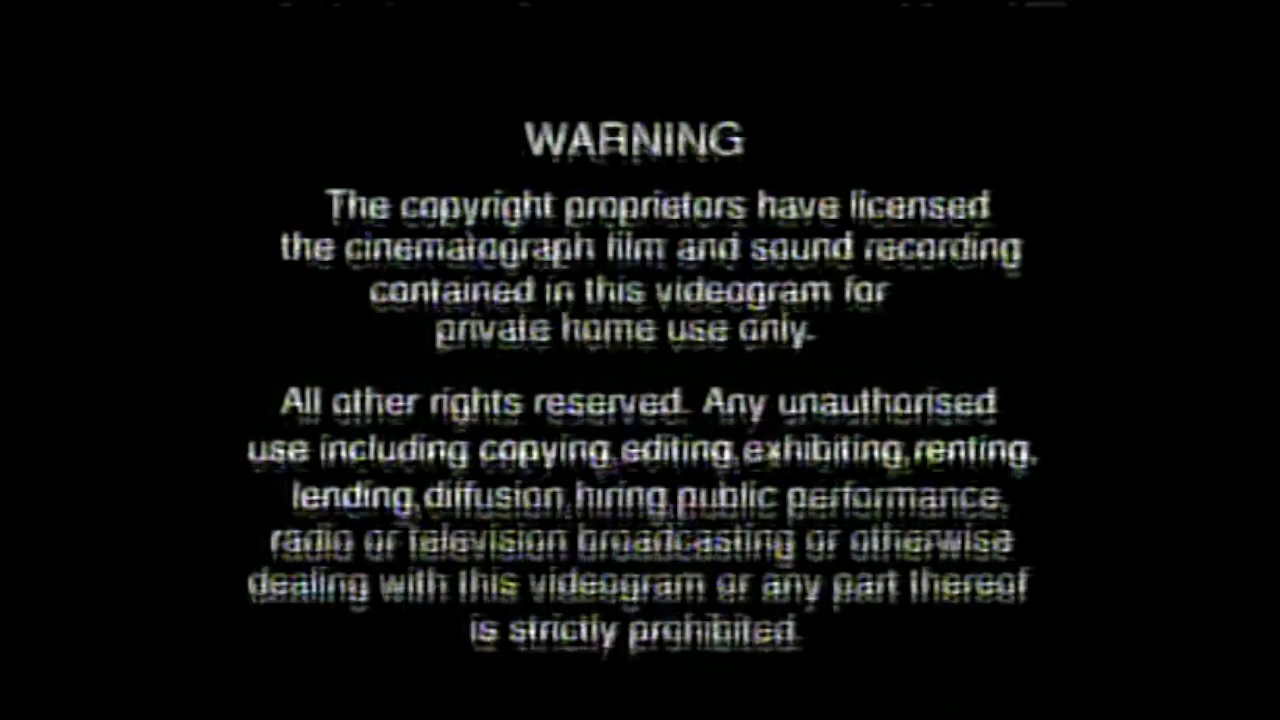 WARNING
The copyright proprietors have licensed
the cinematograph film and sound recording
contained in this videogram for
private home use only.
All other rights reserved. Any unauthorised
use including copying,editing,exhibiting,renting,
lending,diffusion,hiring,public performance,
radio or television broadcasting or otherwise
dealing with this videogram or any part thereof
is strictly prohibited.